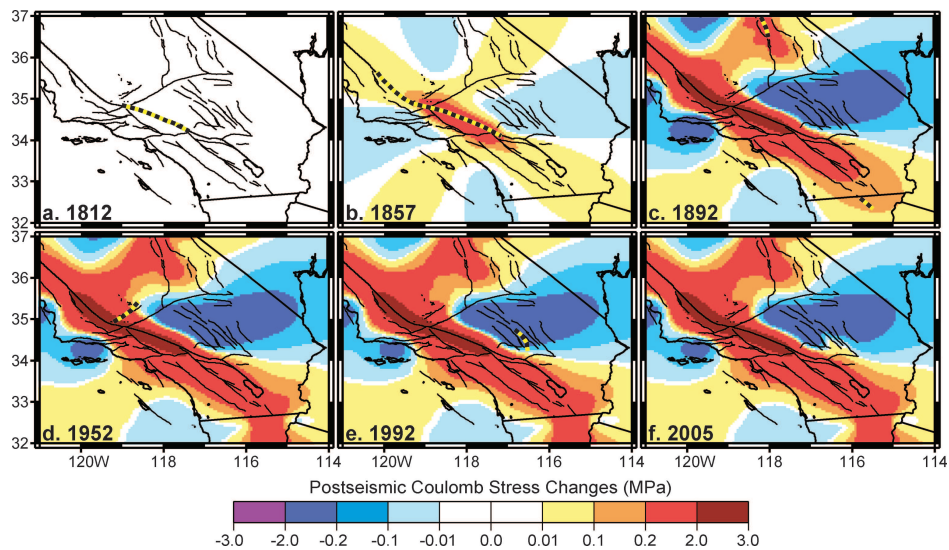 37
36
35
34
33
32
a. 1812
b. 1857
c. 1892
37
36
35
34
33
32
d. 1952
e. 1992
f. 2005
120W 118 116 114
120W 118 116 114
120W 118 116 114
Postseismic Coulomb Stress Changes (MPa)
-3.0 -2.0 -0.2 -0.1 -0.01 0.0 0.01 0.1 0.2 2.0 3.0